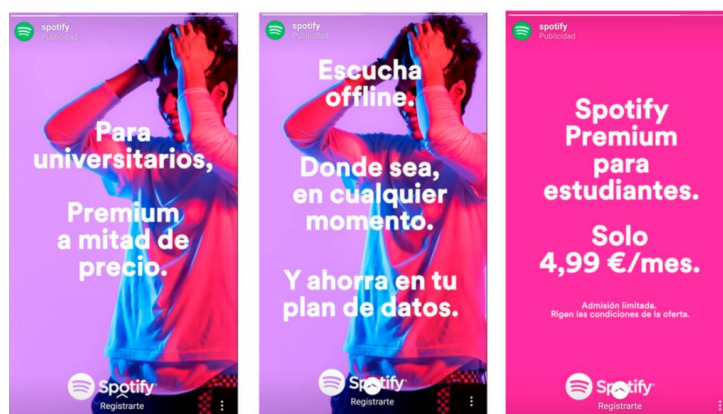 spotify
Publicidad
Para
universitarios,
Premium
a mitad de
precio.
Spotify
Registrarte
spotify
Publicidad
Escucha
offline.
Donde sea,
en cualquier
momento.
Y ahorra en tu
plan de datos.
Spotify
Registrarte
spotify
Publicidad
Spotify
Premium
para
estudiantes.
Solo
4,99 €/mes.
Admisión limitada.
Rigen las condiciones de la oferta.
Spotify
Registrarte